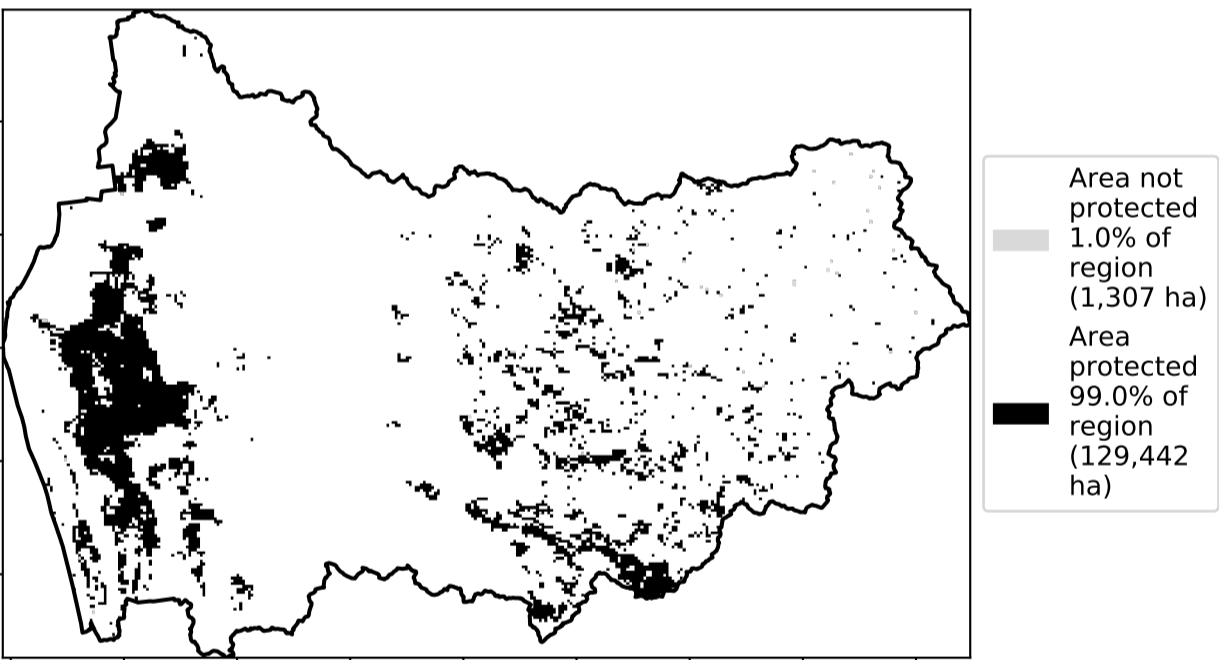 Area not
protected
1.0% of
region
(1,307 ha)
Area
protected
99.0% of
region
(129,442
ha)